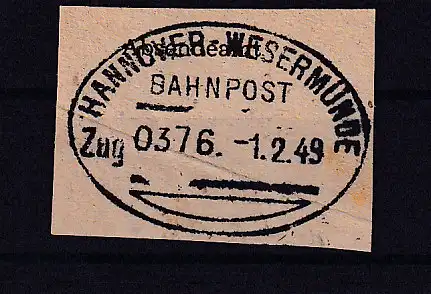 Absendeamt
HANNOVER-WESERMÜNDE
BAHNPOST
Zug 0376. -1.2.49